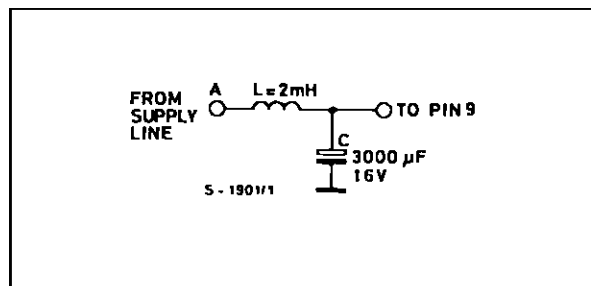 A L = 2mH
FROM
SUPPLY
LINE
TO PIN 9
C
3000 µF
16V
S - 1901/1